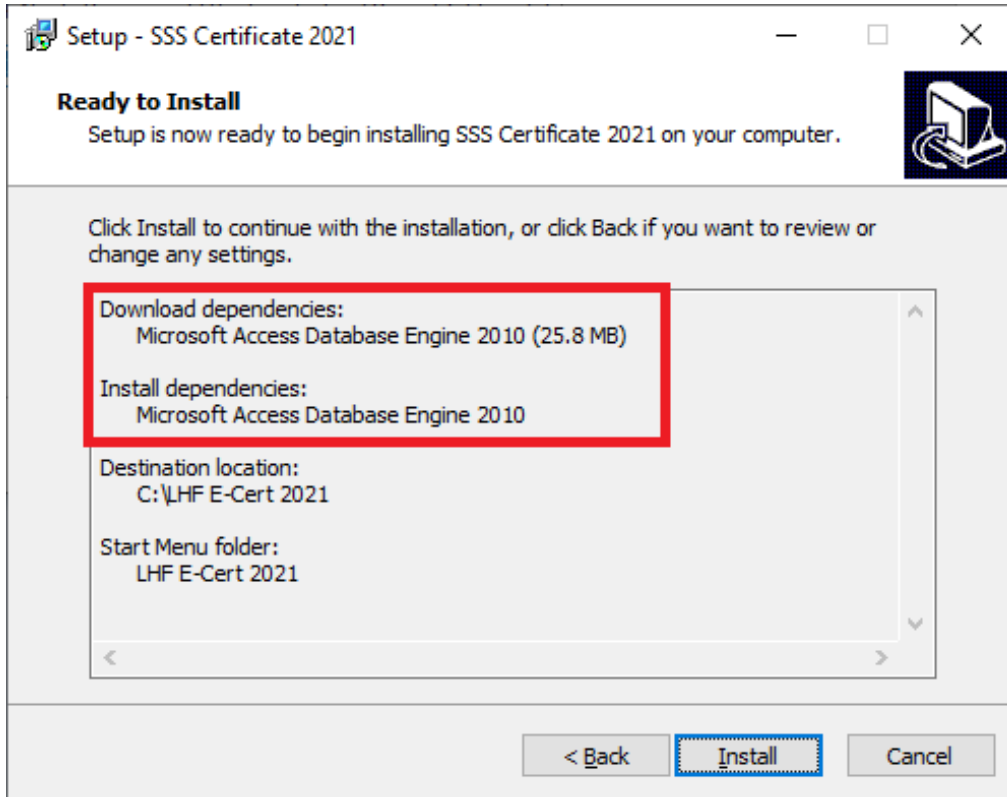 Setup - SSS Certificate 2021
Ready to Install
Setup is now ready to begin installing SSS Certificate 2021 on your computer.
Click Install to continue with the installation, or click Back if you want to review or
change any settings.
Download dependencies:
Microsoft Access Database Engine 2010 (25.8 MB)
Install dependencies:
Microsoft Access Database Engine 2010
Destination location:
C:\LHF E-Cert 2021
Start Menu folder:
LHF E-Cert 2021
< Back
Install
Cancel